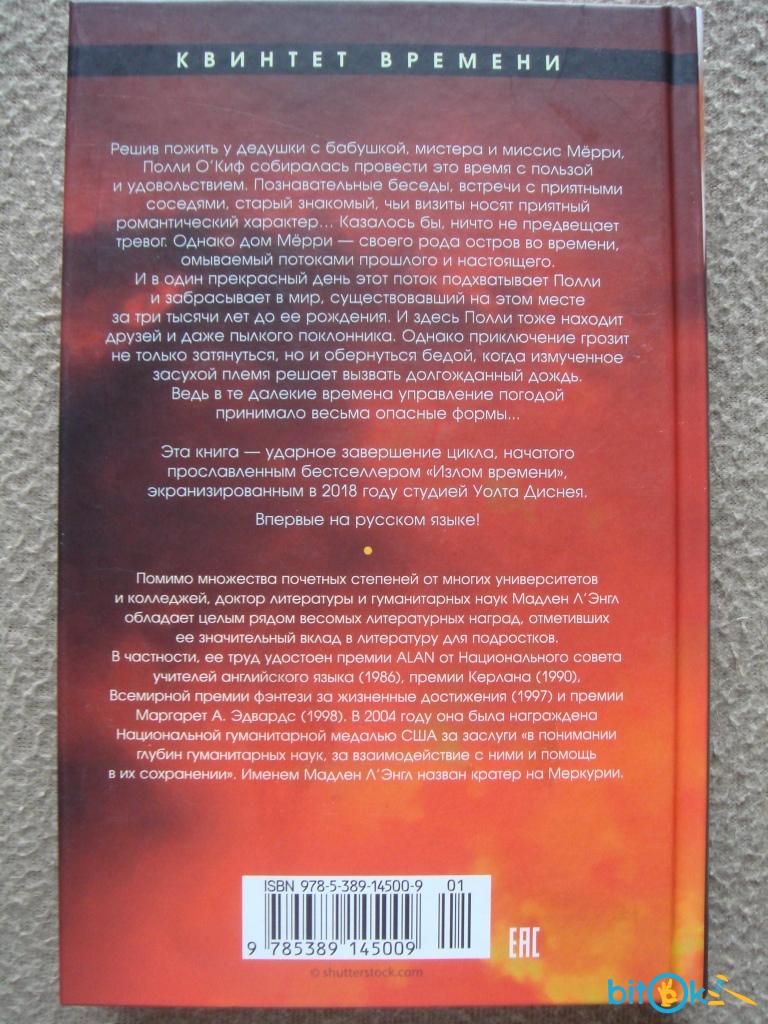 КВИНТЕТ ВРЕМЕНИ
Решив пожить у дедушки с бабушкой, мистера и миссис Мёрри,
Полли О'Киф собиралась провести это время с пользой
и удовольствием. Познавательные беседы, встречи с приятными
соседями, старый знакомый, чьи визиты носят приятный
романтический характер... Казалось бы, ничто не предвещает
тревог. Однако дом Мёрри — своего рода остров во времени,
омываемый потоками прошлого и настоящего.
И в один прекрасный день этот поток подхватывает Полли
и забрасывает в мир, существовавший на этом месте
за три тысячи лет до ее рождения. И здесь Полли тоже находит
друзей и даже пылкого поклонника. Однако приключение грозит
не только затянуться, но и обернуться бедой, когда измученное
засухой племя решает вызвать долгожданный дождь.
Ведь в те далекие времена управление погодой
принимало весьма опасные формы...
Эта книга — ударное завершение цикла, начатого
прославленным бестселлером «Излом времени»,
экранизированным в 2018 году студией Уолта Диснея.
Впервые на русском языке!
Помимо множества почетных степеней от многих университетов
и колледжей, доктор литературы и гуманитарных наук Мадлен Л'Энгл
обладает целым рядом весомых литературных наград, отметивших
ее значительный вклад в литературу для подростков.
В частности, ее труд удостоен премии ALAN от Национального совета
учителей английского языка (1986), премии Керлана (1990),
Всемирной премии фэнтези за жизненные достижения (1997) и премии
Маргарет А. Эдвардс (1998). В 2004 году она была награждена
Национальной гуманитарной медалью США за заслуги «в понимании
глубин гуманитарных наук, за взаимодействие с ними и помощь
в их сохранении». Именем Мадлен Л'Энгл назван кратер на Меркурии.
ISBN 978-5-389-14500-9 01
9 785389 145009
EAC
© shutterstock.com
bitOk